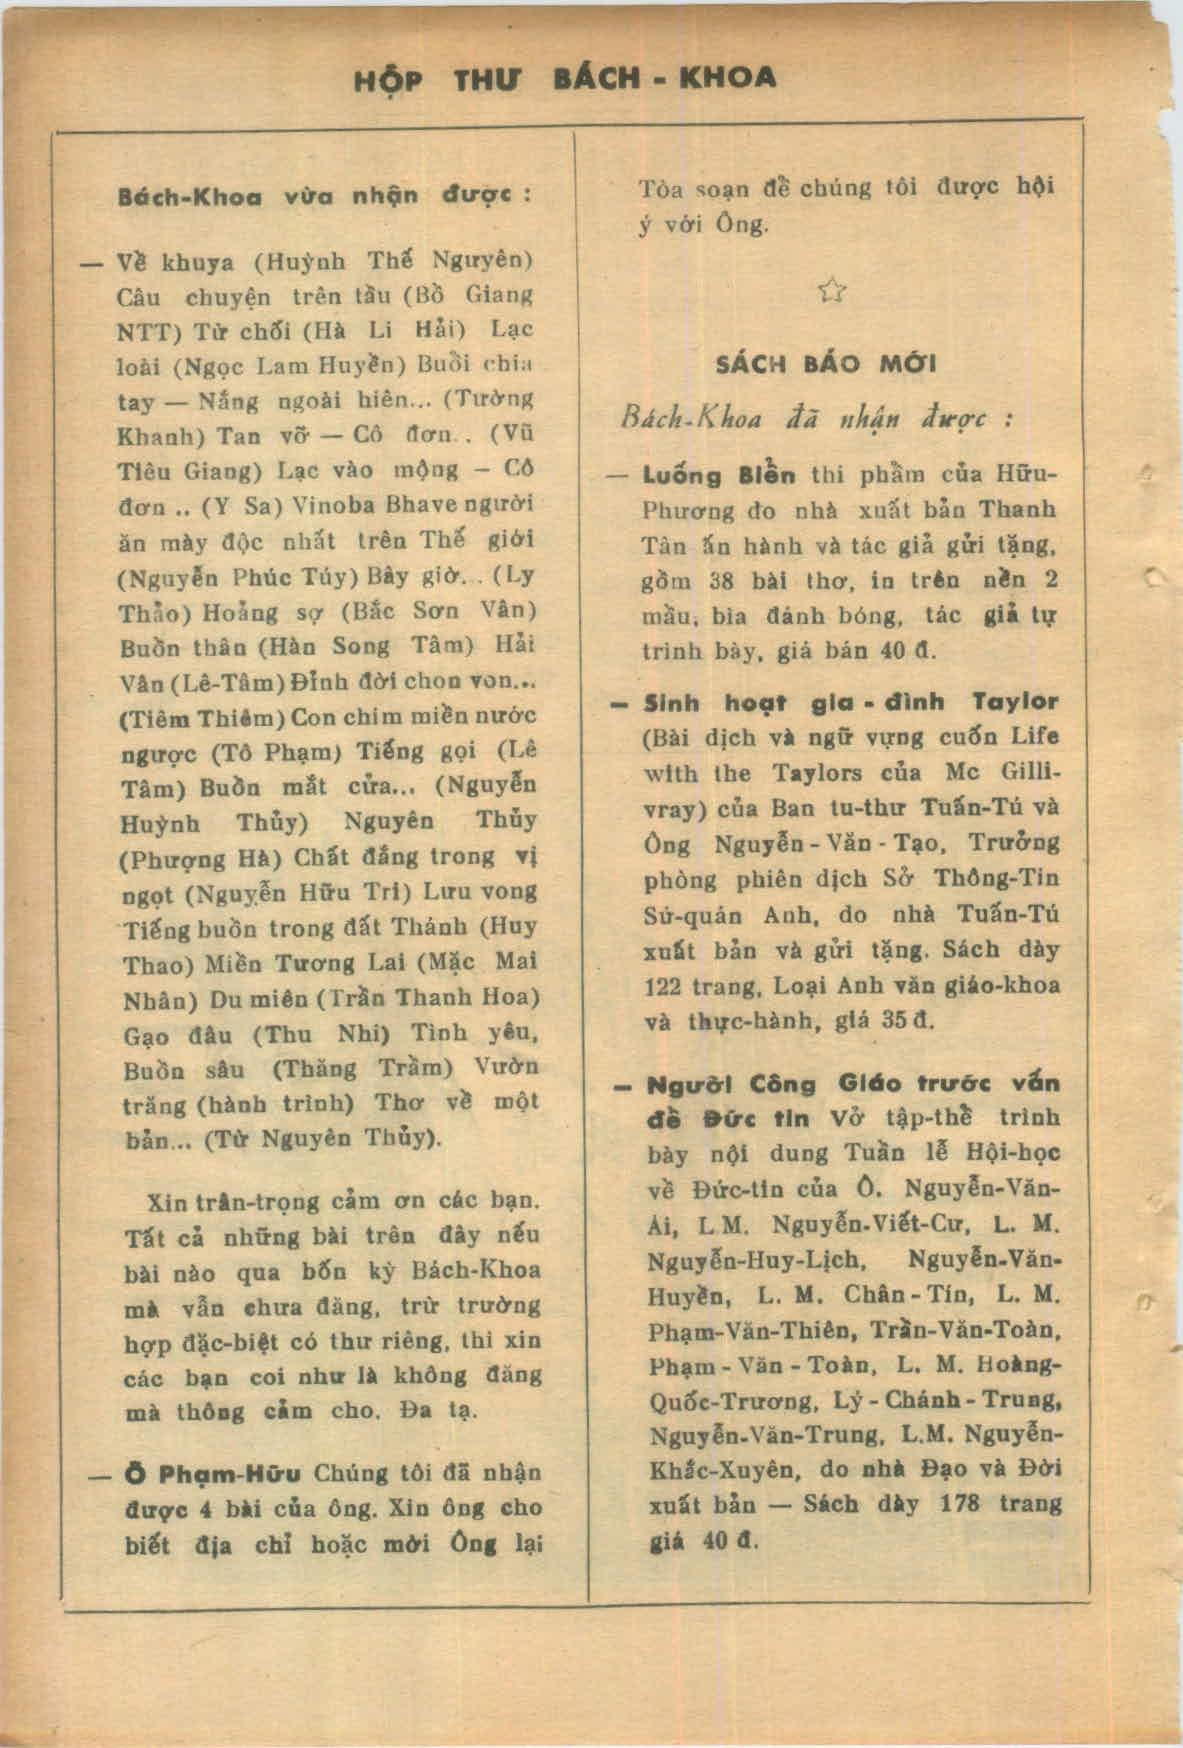 HỘP THƯ BÁCH - KHOA
Bách-Khoa vừa nhận được :
— Về khuya (Huỳnh Thế Nguyên)
Câu chuyện trên tầu (Bồ Giang
NTT) Từ chối (Hà Li Hải) Lạc
loài (Ngọc Lam Huyền) Buổi chia
tay — Nắng ngoài hiên... (Tường
Khanh) Tan vỡ — Cô đơn.. (Vũ
Tiêu Giang) Lạc vào mộng — Cô
đơn .. (Y Sa) Vinoba Bhave người
ăn mày độc nhất trên Thế giới
(Nguyễn Phúc Túy) Bây giờ... (Ly
Thảo) Hoảng sợ (Bắc Sơn Vân)
Buồn thân (Hàn Song Tâm) Hải
Vân (Lê-Tâm) Đỉnh đời chon von...
(Tiêm Thiêm) Con chim miền nước
ngược (Tô Phạm) Tiếng gọi (Lê
Tâm) Buồn mắt cửa... (Nguyễn
Huỳnh Thủy) Nguyên Thủy
(Phượng Hà) Chất đắng trong vị
ngọt (Nguyễn Hữu Tri) Lưu vong
Tiếng buồn trong đất Thánh (Huy
Thao) Miền Tương Lai (Mặc Mai
Nhân) Du miên (Trần Thanh Hoa)
Gạo đâu (Thu Nhi) Tình yêu,
Buồn sâu (Thăng Trầm) Vườn
trăng (hành trình) Thơ về một
bản... (Từ Nguyên Thủy).
Xin trân-trọng cảm ơn các bạn.
Tất cả những bài trên đây nếu
bài nào qua bốn kỳ Bách-Khoa
mà vẫn chưa đăng, trừ trường
hợp đặc-biệt có thư riêng, thì xin
các bạn coi như là không đăng
mà thông cảm cho. Đa tạ.
— Ô Phạm-Hữu Chúng tôi đã nhận
được 4 bài của ông. Xin ông cho
biết địa chỉ hoặc mời Ông lại
Tòa soạn để chúng tôi được hội
ý với Ông.
SÁCH BÁO MỚI
Bách-Khoa đã nhận được :
— Luống Biển thi phầm của Hữu-
Phương do nhà xuất bản Thanh
Tân ấn hành và tác giả gửi tặng,
gồm 38 bài thơ, in trên nền 2
mầu, bìa đánh bóng, tác giả tự
trình bày, giá bán 40 đ.
— Sinh hoạt gia - đình Taylor
(Bài dịch và ngữ vựng cuốn Life
with the Taylors của Mc Gilli-
vray) của Ban tu-thư Tuấn-Tú và
Ông Nguyễn - Văn - Tạo, Trưởng
phòng phiên dịch Sở Thông-Tin
Sứ-quán Anh, do nhà Tuấn-Tú
xuất bản và gửi tặng. Sách dày
122 trang, Loại Anh văn giáo-khoa
và thực-hành, giá 35 đ.
— Người Công Giáo trước vấn
đề Đức tin Vở tập-thể trình
bày nội dung Tuần lễ Hội-học
về Đức-tin của Ô. Nguyễn-Văn-
Ái, L M. Nguyễn-Viết-Cư, L. M.
Nguyễn-Huy-Lịch, Nguyễn-Văn-
Huyền, L. M. Chân - Tín, L. M.
Phạm-Văn-Thiên, Trần-Văn-Toàn,
Phạm - Văn - Toàn, L. M. Hoàng-
Quốc-Trương, Lý - Chánh - Trung,
Nguyễn-Văn-Trung, L.M. Nguyễn-
Khắc-Xuyên, do nhà Đạo và Đời
xuất bản — Sách dày 178 trang
giá 40 đ.